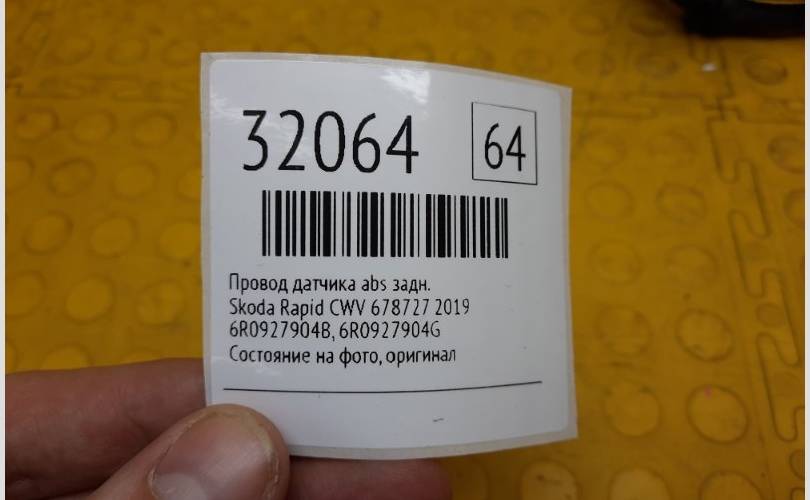 32064
64
Провод датчика abs задн.
Skoda Rapid CWV 678727 2019
6R0927904B, 6R0927904G
Состояние на фото, оригинал